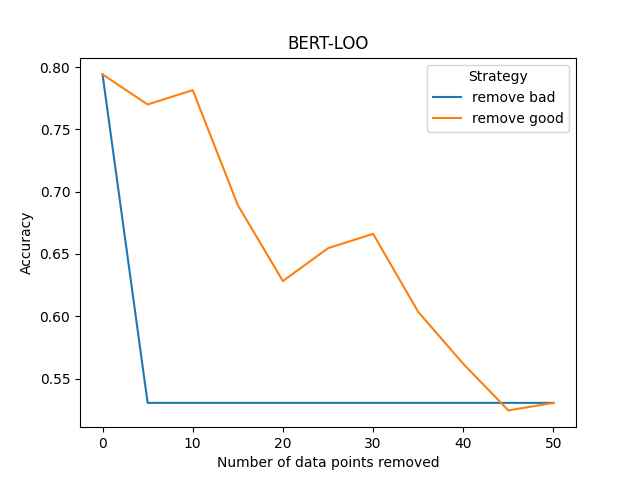 BERT-LOO
Strategy
remove bad
remove good
Accuracy
0.80
0.75
0.70
0.65
0.60
0.55
0 10 20 30 40 50
Number of data points removed